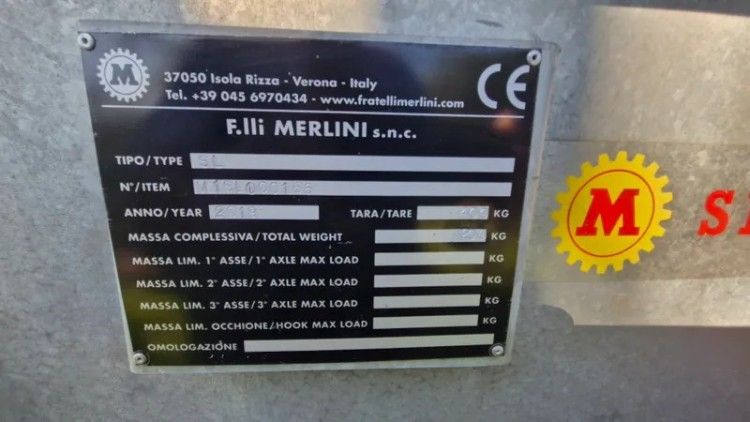 M
37050 Isola Rizza - Verona - Italy
Tel. +39 045 6970434 - www.fratellimerlini.com
CE
F.lli MERLINI s.n.c.
TIPO/TYPE SL
N°/ITEM
ANNO/YEAR 2013 TARA/TARE KG
MASSA COMPLESSIVA/TOTAL WEIGHT KG
MASSA LIM. 1° ASSE/1° AXLE MAX LOAD KG
MASSA LIM. 2° ASSE/2° AXLE MAX LOAD KG
MASSA LIM. 3° ASSE/3° AXLE MAX LOAD KG
MASSA LIM. OCCHIONE/HOOK MAX LOAD KG
OMOLOGAZIONE
M